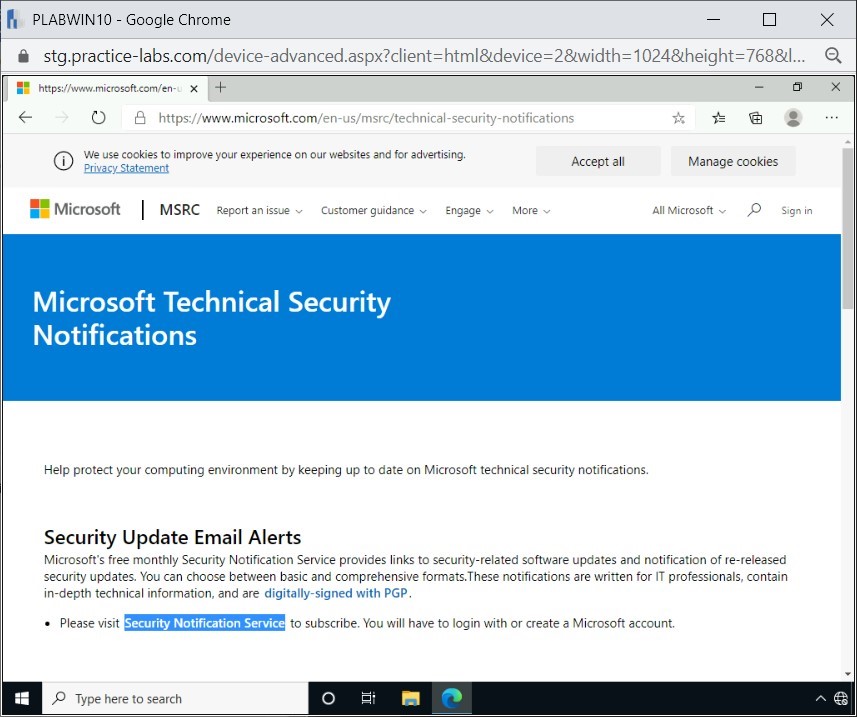 PLABWIN10 - Google Chrome
stg.practice-labs.com/device-advanced.aspx?client=html&device=2&width=1024&height=768&l...
https://www.microsoft.com/en-u
https://www.microsoft.com/en-us/msrc/technical-security-notifications
We use cookies to improve your experience on our websites and for advertising.
Privacy Statement
Accept all
Manage cookies
Microsoft | MSRC Report an issue Customer guidance Engage More All Microsoft Sign in
Microsoft Technical Security
Notifications
Help protect your computing environment by keeping up to date on Microsoft technical security notifications.
Security Update Email Alerts
Microsoft's free monthly Security Notification Service provides links to security-related software updates and notification of re-released
security updates. You can choose between basic and comprehensive formats.These notifications are written for IT professionals, contain
in-depth technical information, and are digitally-signed with PGP.
• Please visit Security Notification Service to subscribe. You will have to login with or create a Microsoft account.
Type here to search